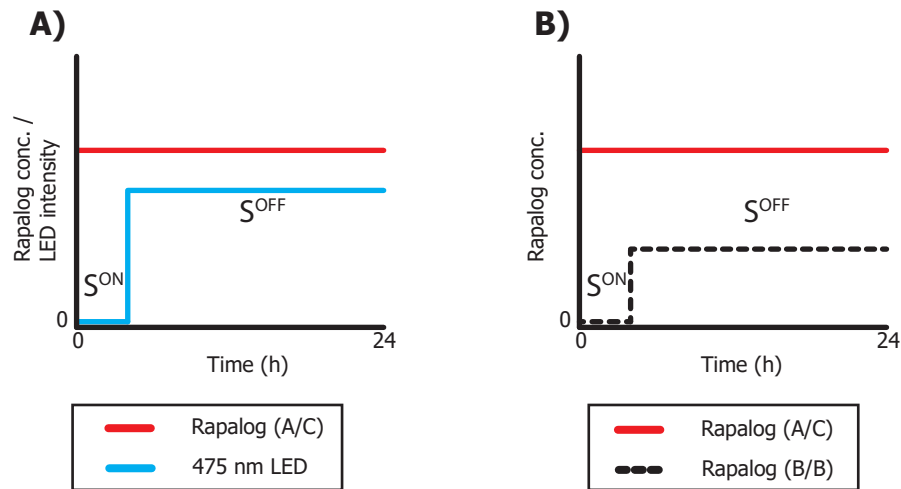 A)
Rapalog conc. /
LED intensity
S^ON
S^OFF
0
0
24
Time (h)
Rapalog (A/C)
475 nm LED
B)
Rapalog conc.
S^OFF
S^ON
0
0
24
Time (h)
Rapalog (A/C)
Rapalog (B/B)